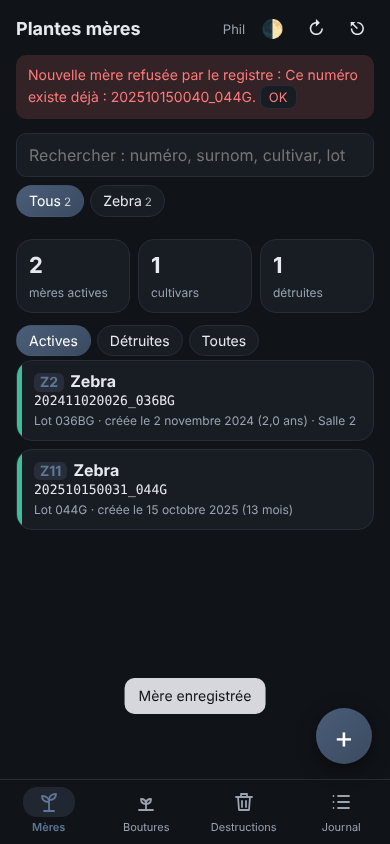 Plantes mères
Phil
Nouvelle mère refusée par le registre : Ce numéro
existe déjà : 202510150040_044G. OK
Rechercher : numéro, surnom, cultivar, lot
Tous 2
Zebra 2
2
mères actives
1
cultivars
1
détruites
Actives
Détruites
Toutes
Z2 Zebra
202411020026_036BG
Lot 036BG · créée le 2 novembre 2024 (2,0 ans) · Salle 2
Z11 Zebra
202510150031_044G
Lot 044G · créée le 15 octobre 2025 (13 mois)
Mère enregistrée
+
Mères
Boutures
Destructions
Journal